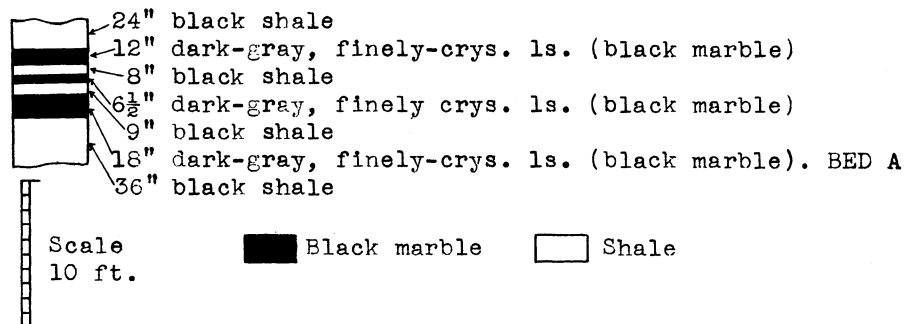 24" black shale
12" dark-gray, finely-crys. ls. (black marble)
8" black shale
6½" dark-gray, finely crys. ls. (black marble)
9" black shale
18" dark-gray, finely-crys. ls. (black marble). BED A
36" black shale
Scale
10 ft.
Black marble
Shale